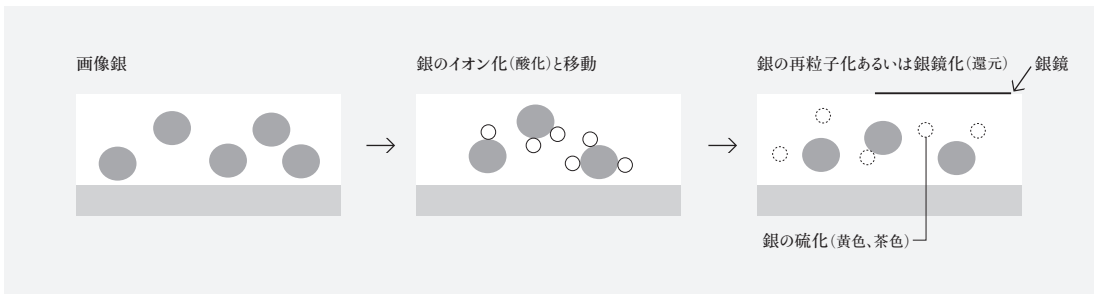 画像銀
銀のイオン化（酸化）と移動
銀の再粒子化あるいは銀鏡化（還元）
銀鏡
銀の硫化（黄色、茶色）